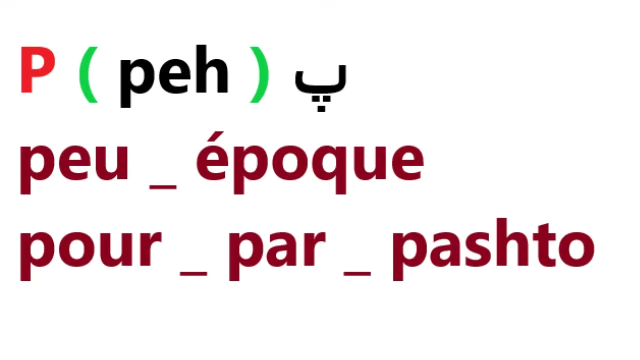 P ( peh ) پ
peu _ époque
pour _ par _ pashto